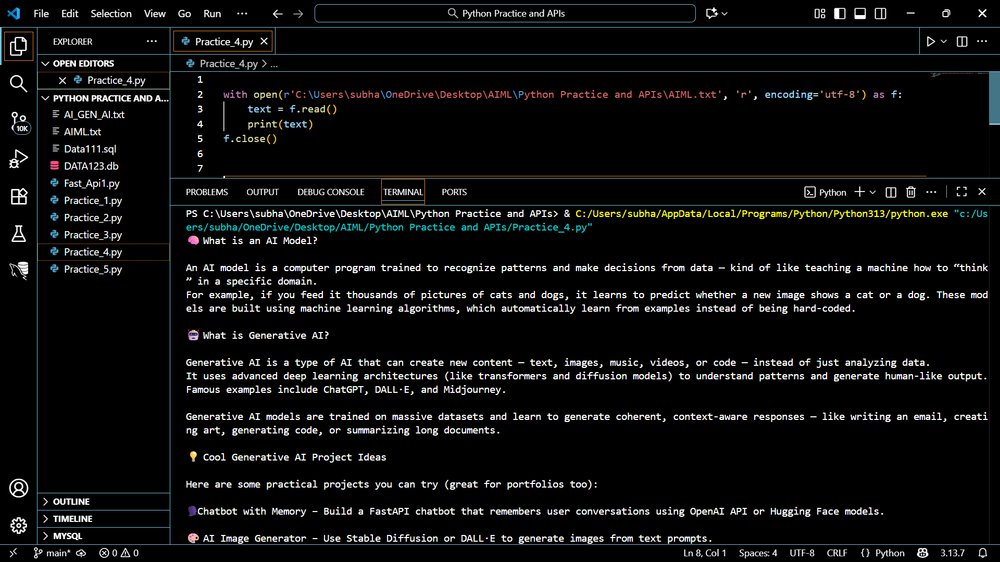 File Edit Selection View Go Run ··· Python Practice and APIs
EXPLORER ···
OPEN EDITORS
Practice_4.py
PYTHON PRACTICE AND A...
AI_GEN_AI.txt
AIML.txt
Data111.sql
DATA123.db
Fast_Api1.py
Practice_1.py
Practice_2.py
Practice_3.py
Practice_4.py
Practice_5.py
OUTLINE
TIMELINE
MYSQL
10K
Practice_4.py
Practice_4.py > ...
1
2 with open(r'C:\Users\subha\OneDrive\Desktop\AIML\Python Practice and APIs\AIML.txt', 'r', encoding='utf-8') as f:
3 text = f.read()
4 print(text)
5 f.close()
6
7
PROBLEMS OUTPUT DEBUG CONSOLE TERMINAL PORTS Python
PS C:\Users\subha\OneDrive\Desktop\AIML\Python Practice and APIs> & C:/Users/subha/AppData/Local/Programs/Python/Python313/python.exe "c:/Us
ers/subha/OneDrive/Desktop/AIML/Python Practice and APIs/Practice_4.py"
🧠 What is an AI Model?
An AI model is a computer program trained to recognize patterns and make decisions from data — kind of like teaching a machine how to “think
” in a specific domain.
For example, if you feed it thousands of pictures of cats and dogs, it learns to predict whether a new image shows a cat or a dog. These mod
els are built using machine learning algorithms, which automatically learn from examples instead of being hard-coded.
🤖 What is Generative AI?
Generative AI is a type of AI that can create new content — text, images, music, videos, or code — instead of just analyzing data.
It uses advanced deep learning architectures (like transformers and diffusion models) to understand patterns and generate human-like output.
Famous examples include ChatGPT, DALL·E, and Midjourney.
Generative AI models are trained on massive datasets and learn to generate coherent, context-aware responses — like writing an email, creati
ng art, generating code, or summarizing long documents.
💡 Cool Generative AI Project Ideas
Here are some practical projects you can try (great for portfolios too):
🗣Chatbot with Memory – Build a FastAPI chatbot that remembers user conversations using OpenAI API or Hugging Face models.
🎨 AI Image Generator – Use Stable Diffusion or DALL·E to generate images from text prompts.
main* 0 0 Ln 8, Col 1 Spaces: 4 UTF-8 CRLF {} Python 3.13.7